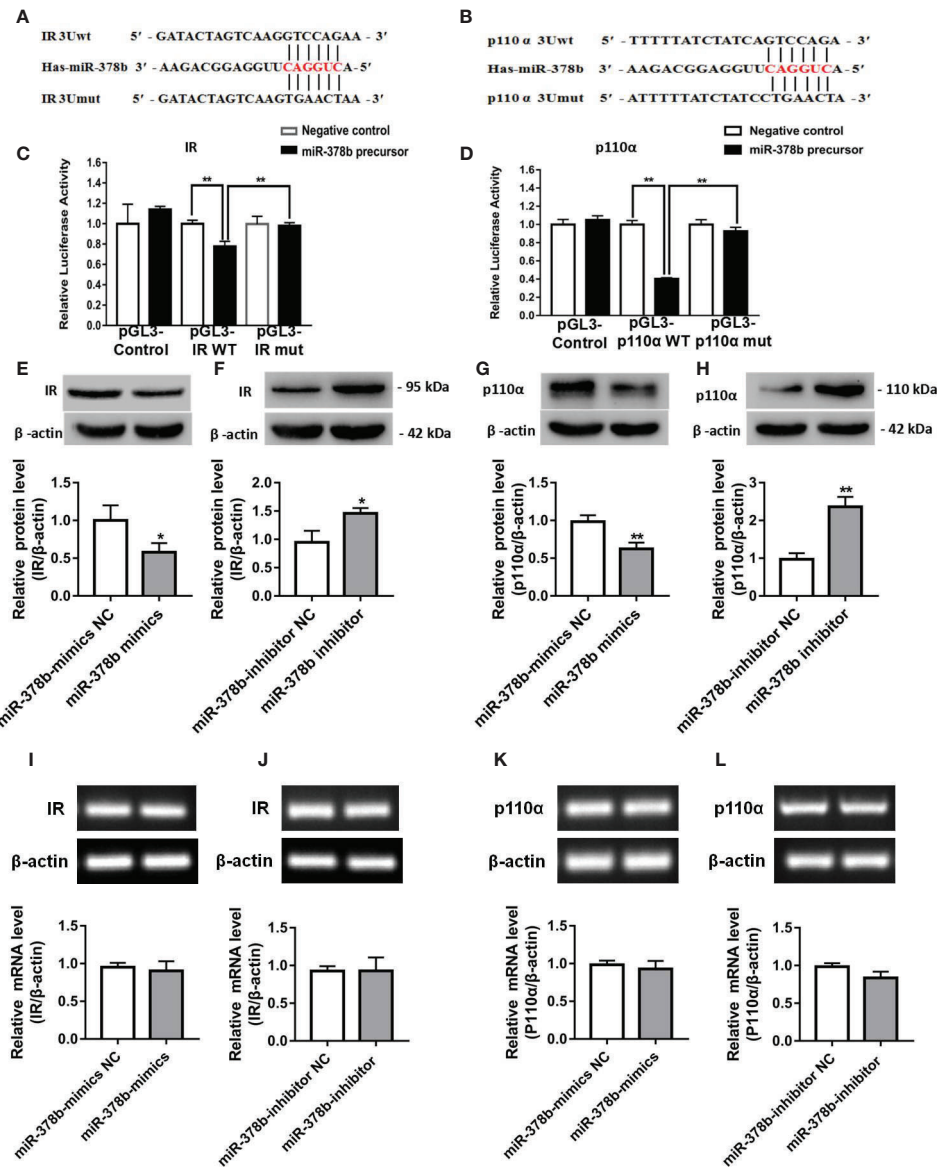 A
IR 3Uwt 5′ - GATACTAGTCAAGGTCCAGAA - 3′
Has-miR-378b 3′ - AAGACGGAGGUUCAGGUCA-5′
IR 3Umut 5′ - GATACTAGTCAAGTGAACTAA - 3′
B
p110 α 3Uwt 5′ - TTTTTATCTATCAGTCCAGA - 3′
Has-miR-378b 3′ - AAGACGGAGGUUCAGGUCA-5′
p110 α 3Umut 5′ - ATTTTTATCTATCCTGAACTA - 3′
C
IR
Negative control
miR-378b precursor
Relative Luciferase Activity
1.6
1.4
1.2
1.0
0.8
0.6
0.4
0.2
0.0
**
**
pGL3-
Control
pGL3-
IR WT
pGL3-
IR mut
D
p110α
Negative control
miR-378b precursor
Relative Luciferase Activity
1.6
1.4
1.2
1.0
0.8
0.6
0.4
0.2
0.0
**
**
pGL3-
Control
pGL3-
p110α WT
pGL3-
p110α mut
E
IR
β -actin
Relative protein level
(IR/β-actin)
1.5
1.0
0.5
0.0
*
miR-378b-mimics NC
miR-378b mimics
F
IR
- 95 kDa
β -actin
- 42 kDa
Relative protein level
(IR/β-actin)
2.0
1.5
1.0
0.5
0.0
*
miR-378b-inhibitor NC
miR-378b inhibitor
G
p110α
β -actin
Relative protein level
(p110α/β-actin)
1.5
1.0
0.5
0.0
**
miR-378b-mimics NC
miR-378b mimics
H
p110α
- 110 kDa
β -actin
- 42 kDa
Relative protein level
(p110α/β-actin)
3
2
1
0
**
miR-378b-inhibitor NC
miR-378b inhibitor
I
IR
β-actin
Relative mRNA level
(IR/β-actin)
1.5
1.0
0.5
0.0
miR-378b-mimics NC
miR-378b-mimics
J
IR
β-actin
Relative mRNA level
(IR/β-actin)
1.5
1.0
0.5
0.0
miR-378b-inhibitor NC
miR-378b-inhibitor
K
p110α
β-actin
Relative mRNA level
(P110α/β-actin)
1.5
1.0
0.5
0.0
miR-378b-mimics NC
miR-378b-mimics
L
p110α
β-actin
Relative mRNA level
(P110α/β-actin)
1.5
1.0
0.5
0.0
miR-378b-inhibitor NC
miR-378b-inhibitor